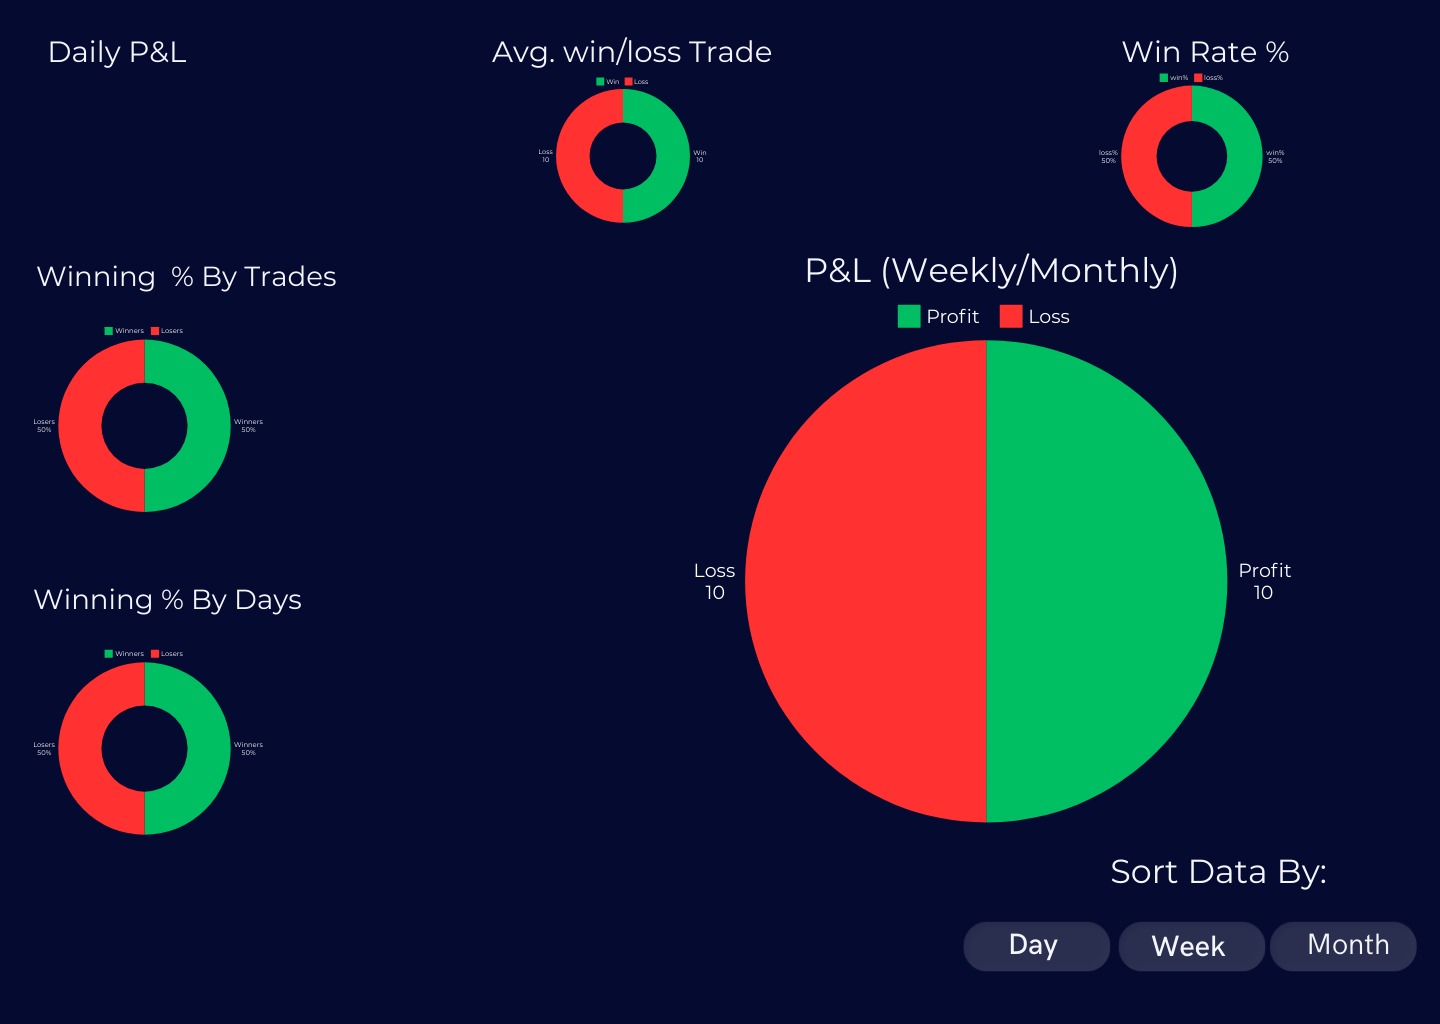 Daily P&L
Avg. win/loss Trade
Win Loss
Loss
10
Win
10
Win Rate %
win% loss%
loss%
50%
win%
50%
Winning  % By Trades
Winners Losers
Losers
50%
Winners
50%
P&L (Weekly/Monthly)
Profit Loss
Loss
10
Profit
10
Winning % By Days
Winners Losers
Losers
50%
Winners
50%
Sort Data By:
Day Week Month